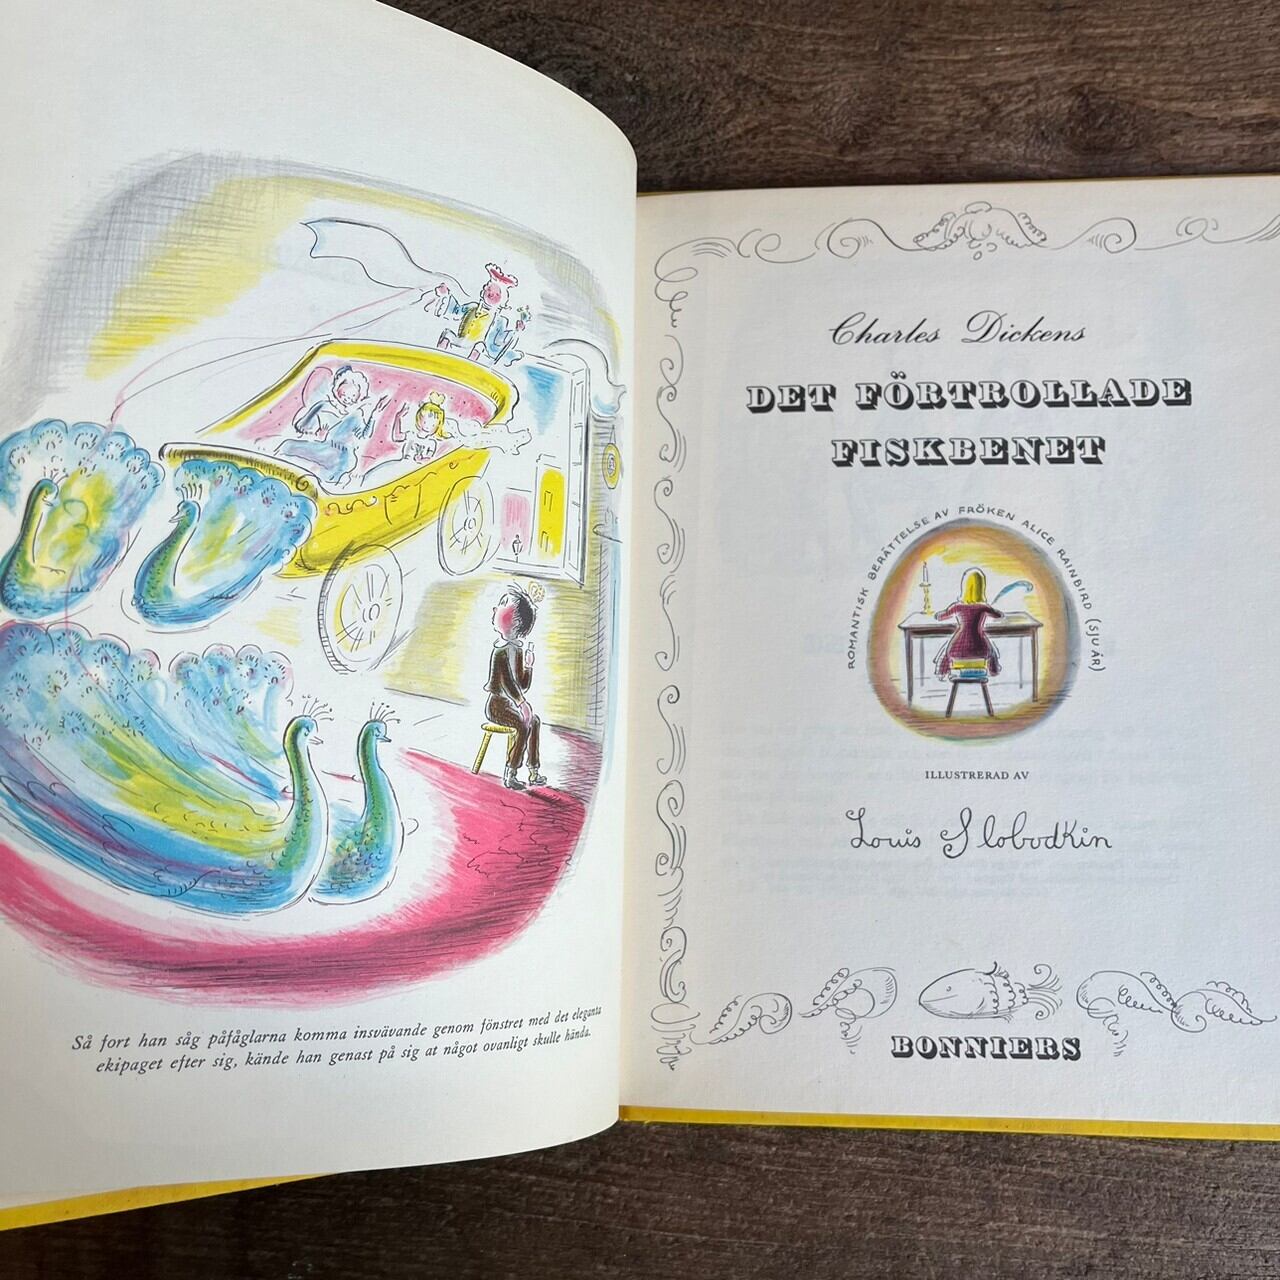 Så fort han såg påfåglarna komma insvävande genom fönstret med det eleganta
ekipaget efter sig, kände han genast på sig at något ovanligt skulle hända.
Charles Dickens
DET FÖRTROLLADE
FISKBENET
ROMANTISK BERÄTTELSE AV FRÖKEN ALICE RAINBIRD (SJU ÅR)
ILLUSTRERAD AV
Louis Slobodkin
BONNIERS